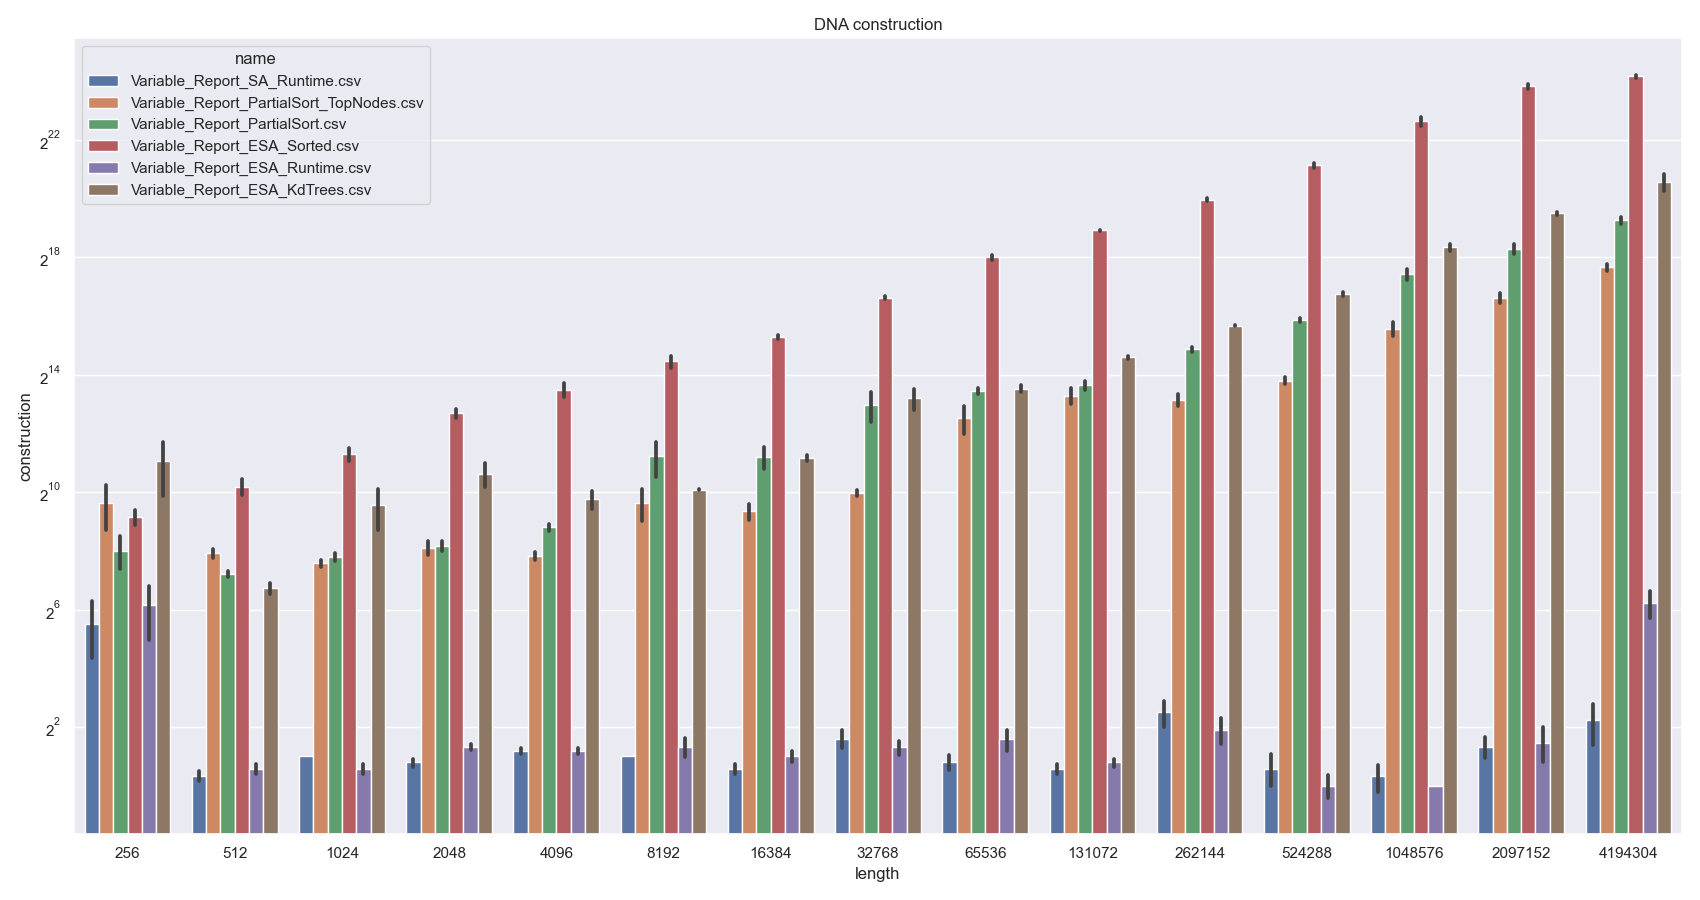 DNA construction
name
Variable_Report_SA_Runtime.csv
Variable_Report_PartialSort_TopNodes.csv
Variable_Report_PartialSort.csv
Variable_Report_ESA_Sorted.csv
Variable_Report_ESA_Runtime.csv
Variable_Report_ESA_KdTrees.csv
2^22
2^18
2^14
2^10
2^6
2^2
construction
256 512 1024 2048 4096 8192 16384 32768 65536 131072 262144 524288 1048576 2097152 4194304
length